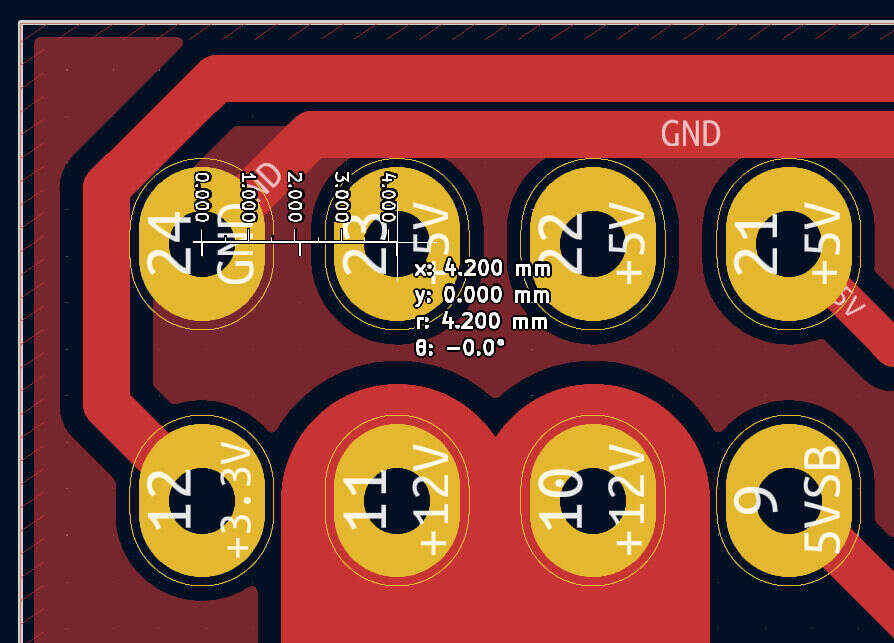 GND
GND
0.000
1.000
2.000
3.000
4.000
24
GND
23
+5V
22
+5V
21
+5V
x: 4.200 mm
y: 0.000 mm
r: 4.200 mm
θ: −0.0°
12
+3.3V
11
+12V
10
+12V
9
5VSB